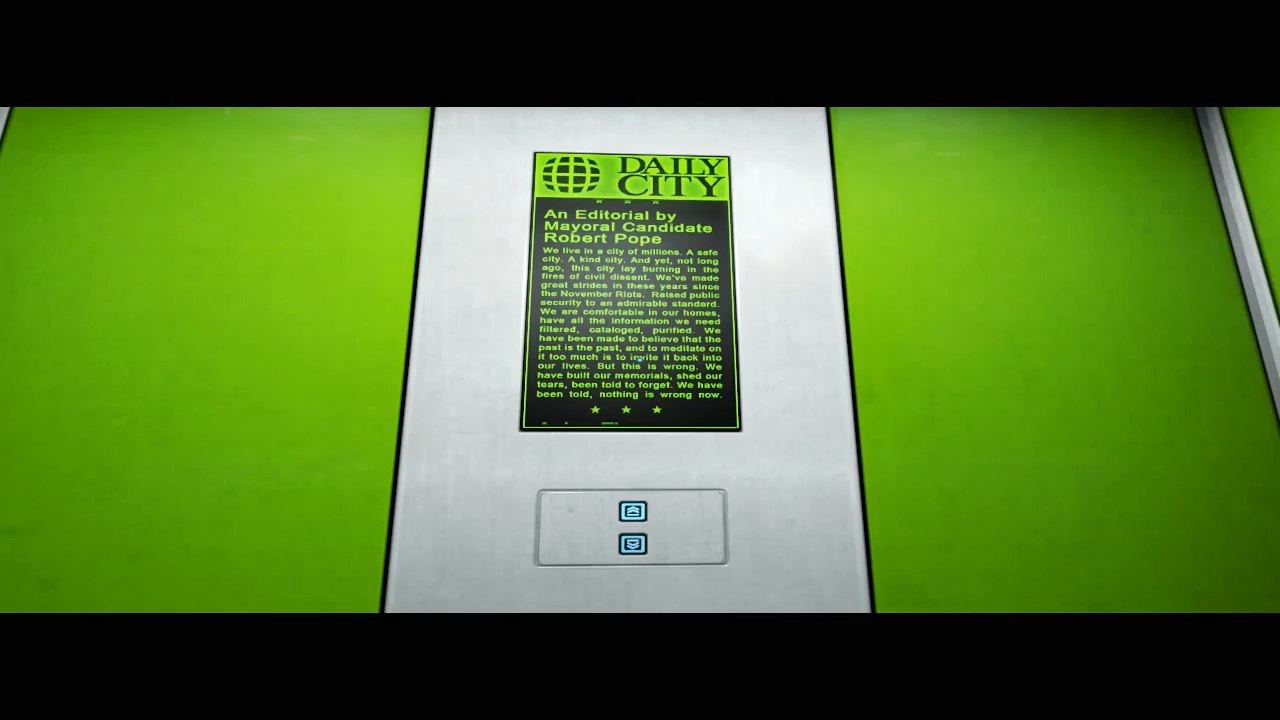 DAILY
CITY
An Editorial by
Mayoral Candidate
Robert Pope
We live in a city of millions. A safe
city. A kind city. And yet, not long
ago, this city lay burning in the
fires of civil dissent. We've made
great strides in these years since
the November Riots. Raised public
security to an admirable standard.
We are comfortable in our homes,
have all the information we need
filtered, cataloged, purified. We
have been made to believe that the
past is the past, and to meditate on
it too much is to invite it back into
our lives. But this is wrong. We
have built our memorials, shed our
tears, been told to forget. We have
been told, nothing is wrong now.